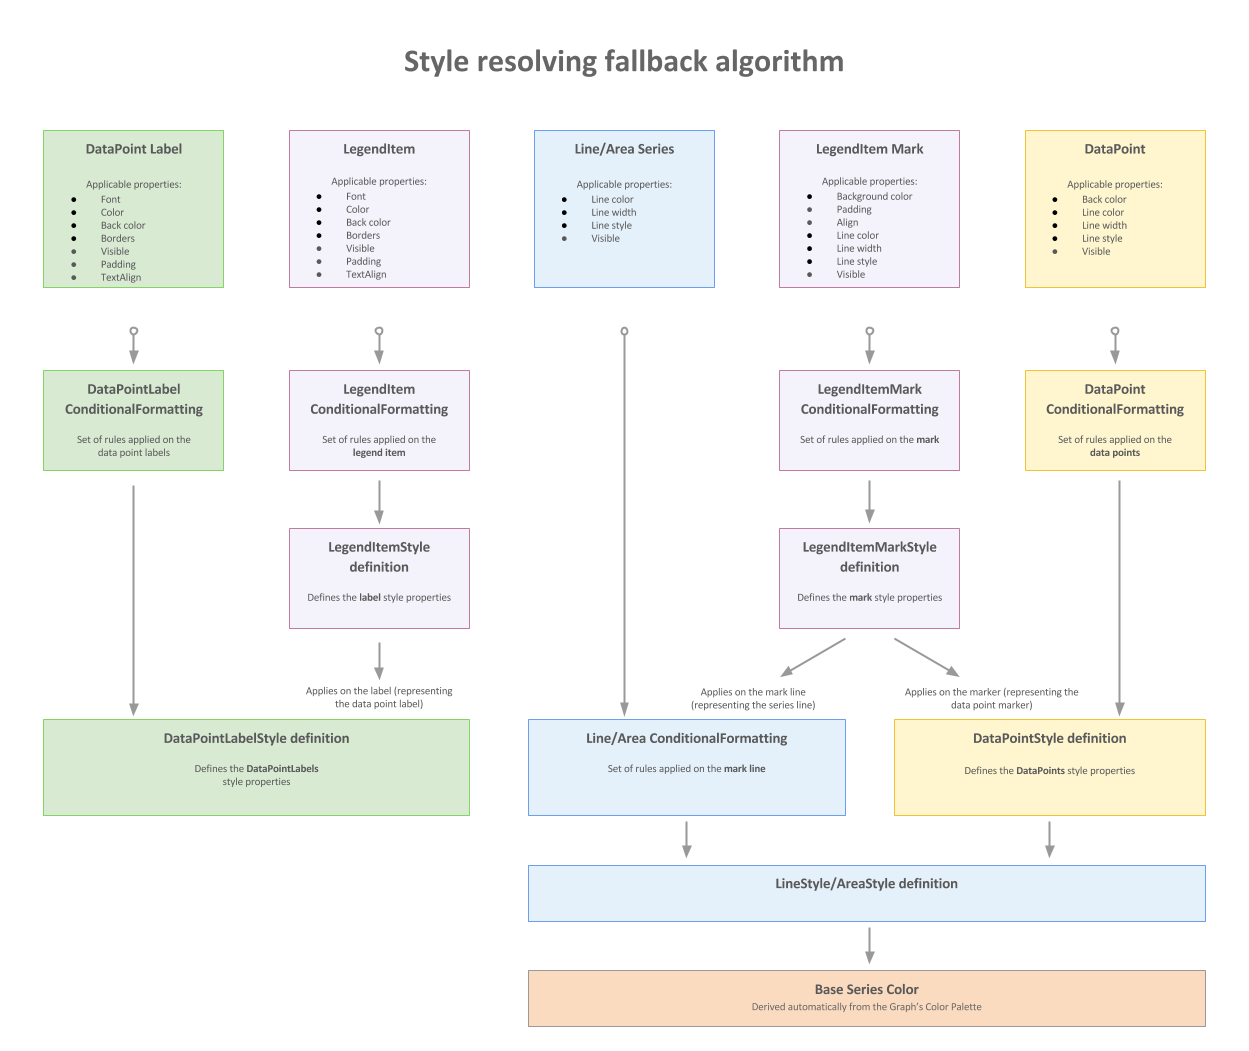 Style resolving fallback algorithm
DataPoint Label
Applicable properties:
● Font
● Color
● Back color
● Borders
● Visible
● Padding
● TextAlign
LegendItem
Applicable properties:
● Font
● Color
● Back color
● Borders
● Visible
● Padding
● TextAlign
Line/Area Series
Applicable properties:
● Line color
● Line width
● Line style
● Visible
LegendItem Mark
Applicable properties:
● Background color
● Padding
● Align
● Line color
● Line width
● Line style
● Visible
DataPoint
Applicable properties:
● Back color
● Line color
● Line width
● Line style
● Visible
DataPointLabel
ConditionalFormatting
Set of rules applied on the
data point labels
LegendItem
ConditionalFormatting
Set of rules applied on the
legend item
LegendItemMark
ConditionalFormatting
Set of rules applied on the mark
DataPoint
ConditionalFormatting
Set of rules applied on the
data points
LegendItemStyle
definition
Defines the label style properties
LegendItemMarkStyle
definition
Defines the mark style properties
Applies on the label (representing
the data point label)
Applies on the mark line
(representing the series line)
Applies on the marker (representing the
data point marker)
DataPointLabelStyle definition
Defines the DataPointLabels
style properties
Line/Area ConditionalFormatting
Set of rules applied on the mark line
DataPointStyle definition
Defines the DataPoints style properties
LineStyle/AreaStyle definition
Base Series Color
Derived automatically from the Graph's Color Palette